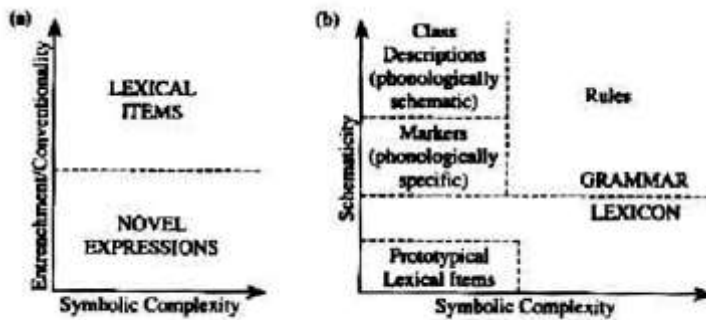 (a)
Entrenchment/Conventionality
LEXICAL
ITEMS
NOVEL
EXPRESSIONS
Symbolic Complexity
(b)
Schematicity
Class
Descriptions
(phonologically
schematic)
Rules
Markers
(phonologically
specific)
GRAMMAR
LEXICON
Prototypical
Lexical Items
Symbolic Complexity